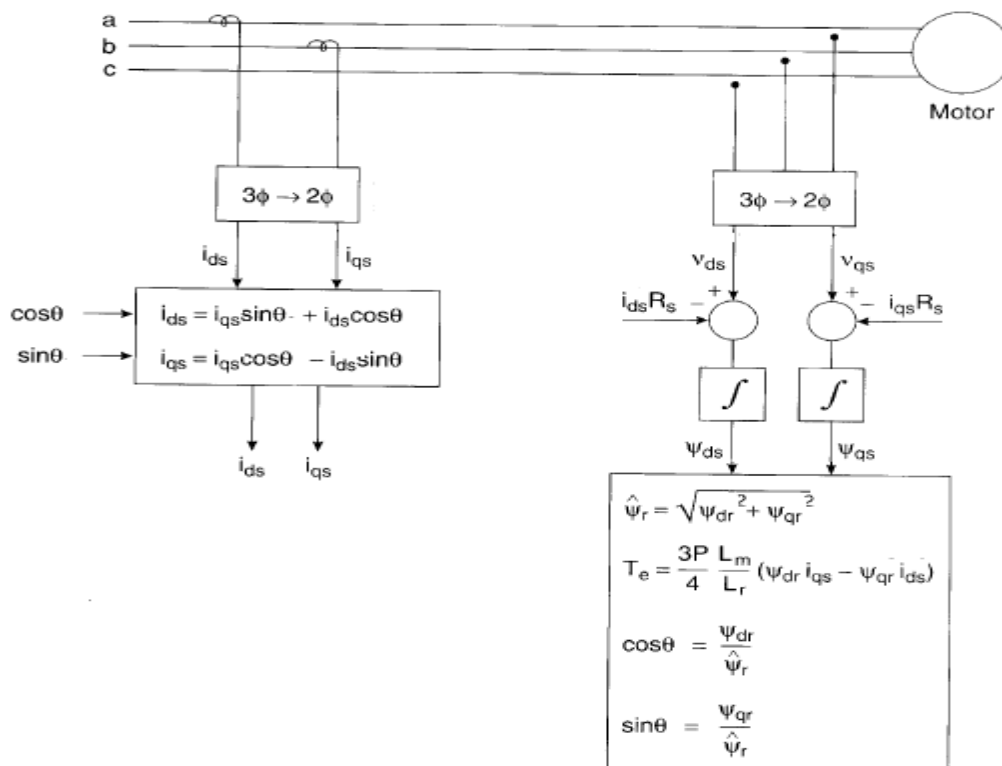 a
b
c
Motor
3ϕ → 2ϕ
3ϕ → 2ϕ
i_ds
i_qs
v_ds
v_qs
i_ds R_s
− +
+ −
i_qs R_s
cosθ
sinθ
i_ds = i_qs sinθ + i_ds cosθ
i_qs = i_qs cosθ − i_ds sinθ
∫
∫
i_ds
i_qs
ψ_ds
ψ_qs
ψ̂_r = √(ψ_dr² + ψ_qr²)
T_e = 3P/4 L_m/L_r (ψ_dr i_qs − ψ_qr i_ds)
cosθ = ψ_dr/ψ̂_r
sinθ = ψ_qr/ψ̂_r